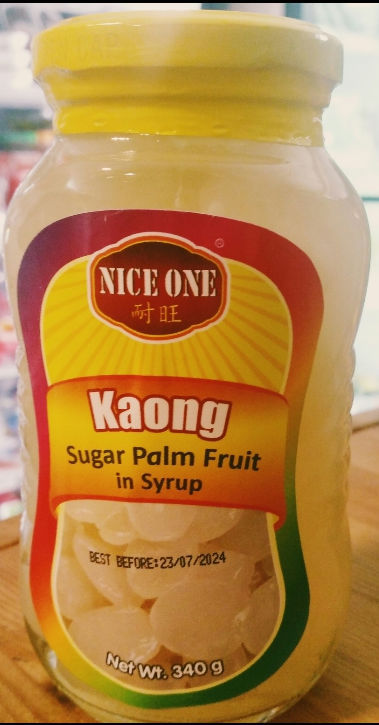 ®
NICE ONE
耐旺
Kaong
Sugar Palm Fruit
in Syrup
BEST BEFORE:23/07/2024
Net Wt. 340 g